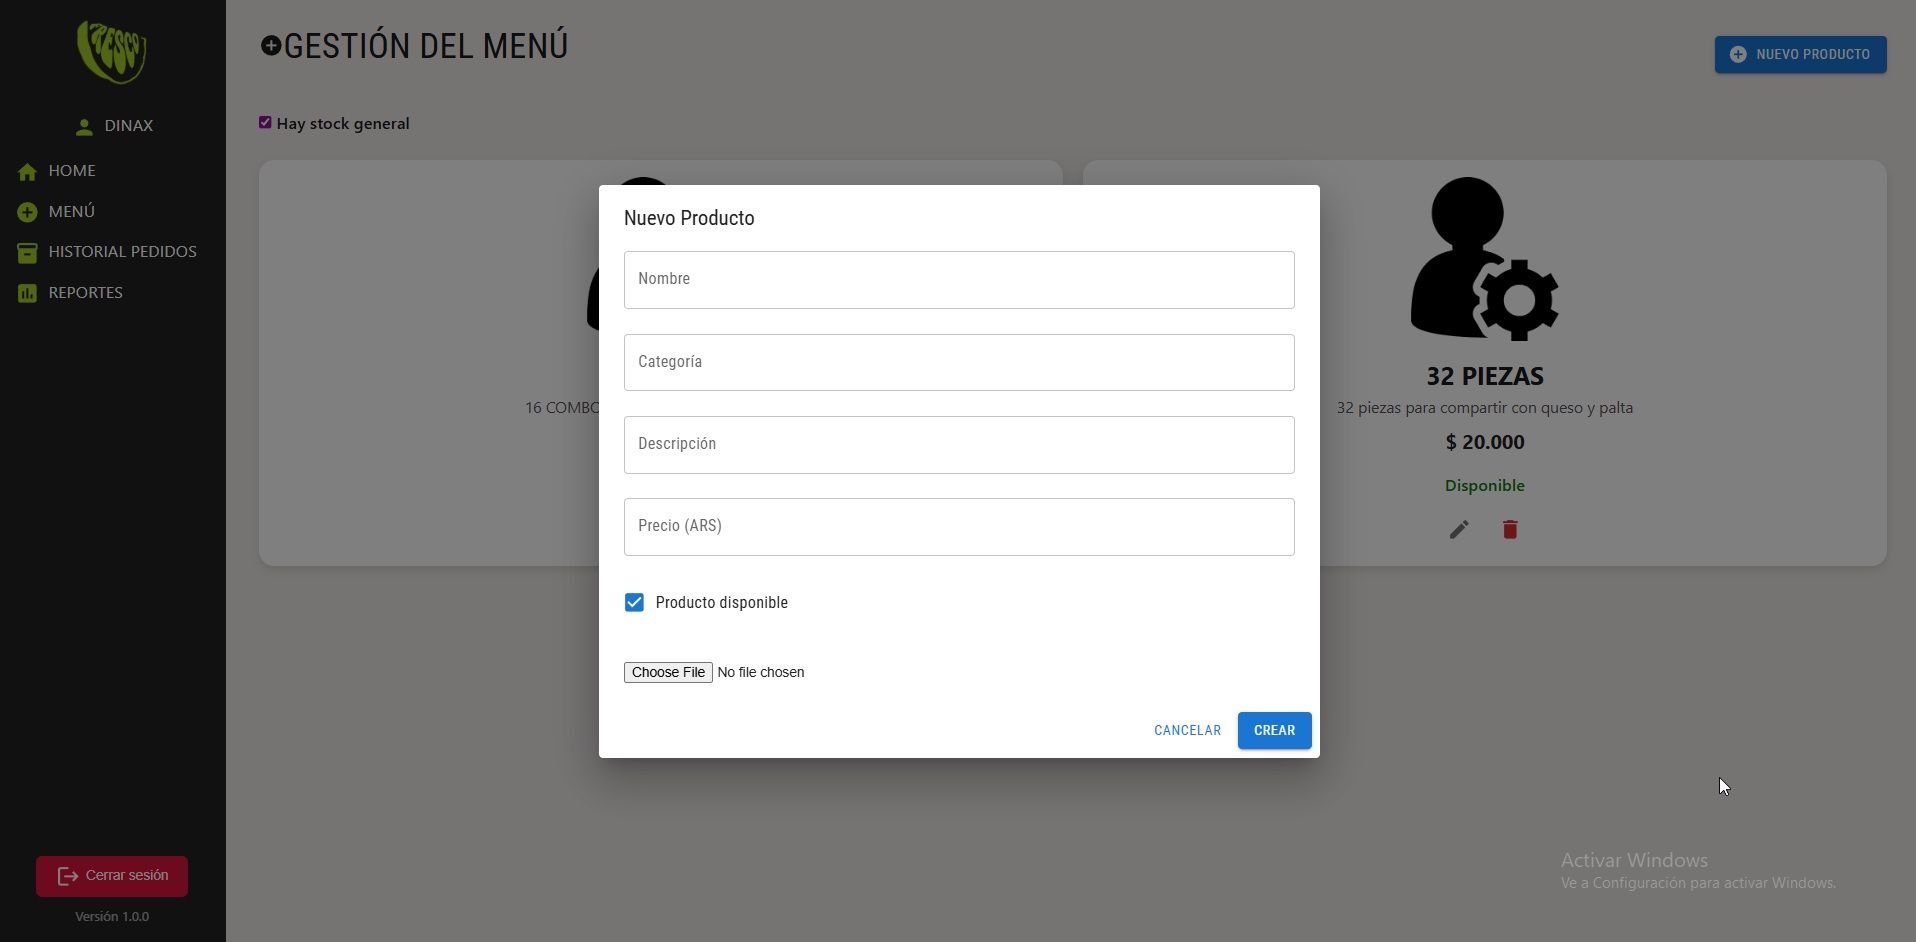 FRESCO
DINAX
HOME
MENÚ
HISTORIAL PEDIDOS
REPORTES
Cerrar sesión
Versión 1.0.0
GESTIÓN DEL MENÚ
NUEVO PRODUCTO
Hay stock general
16 COMBO
32 PIEZAS
32 piezas para compartir con queso y palta
$ 20.000
Disponible
Nuevo Producto
Nombre
Categoría
Descripción
Precio (ARS)
Producto disponible
Choose File No file chosen
CANCELAR
CREAR
Activar Windows
Ve a Configuración para activar Windows.